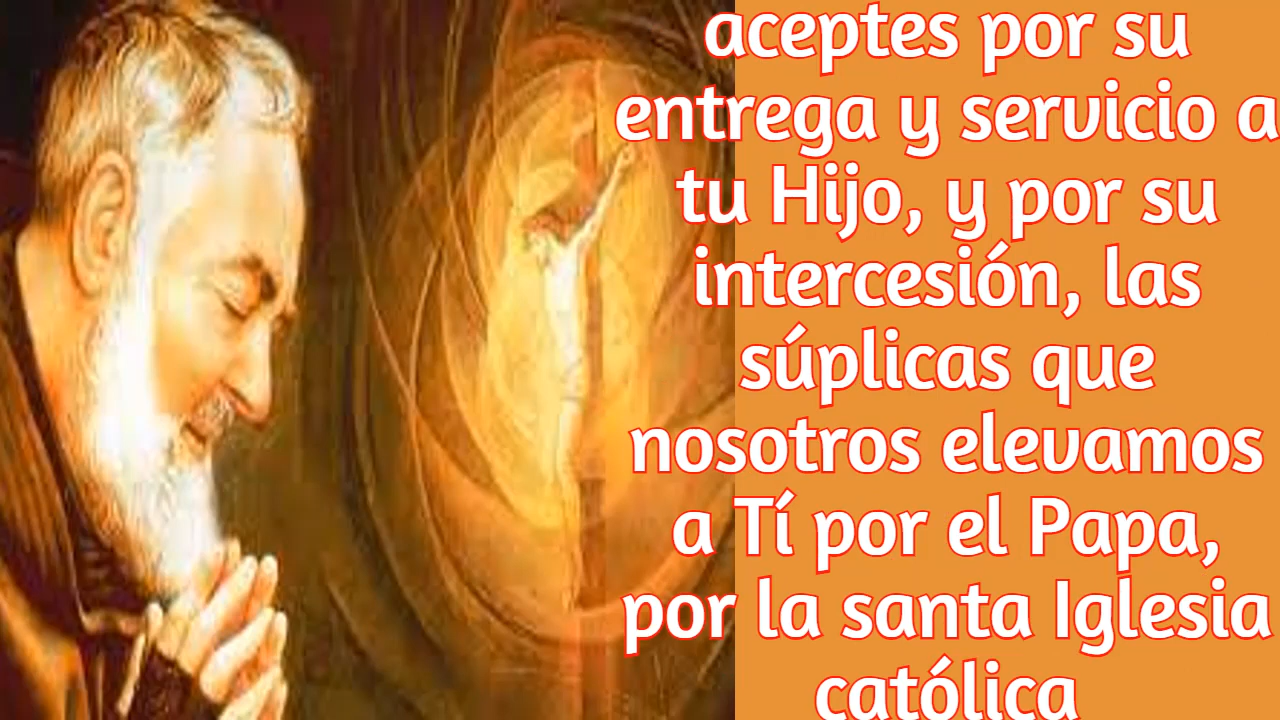 aceptes por su
entrega y servicio a
tu Hijo, y por su
intercesión, las
súplicas que
nosotros elevamos
a Tí por el Papa,
por la santa Iglesia
católica